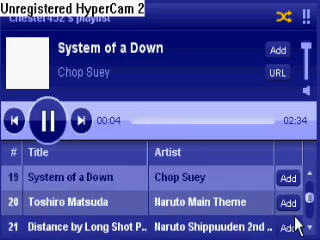 Unregistered HyperCam 2
Chester452's playlist
System of a Down
Add
Chop Suey
URL
00:04
02:34
# Title Artist
19 System of a Down Chop Suey Add
20 Toshiro Matsuda Naruto Main Theme Add
21 Distance by Long Shot P.. Naruto Shippuuden 2nd .. Add